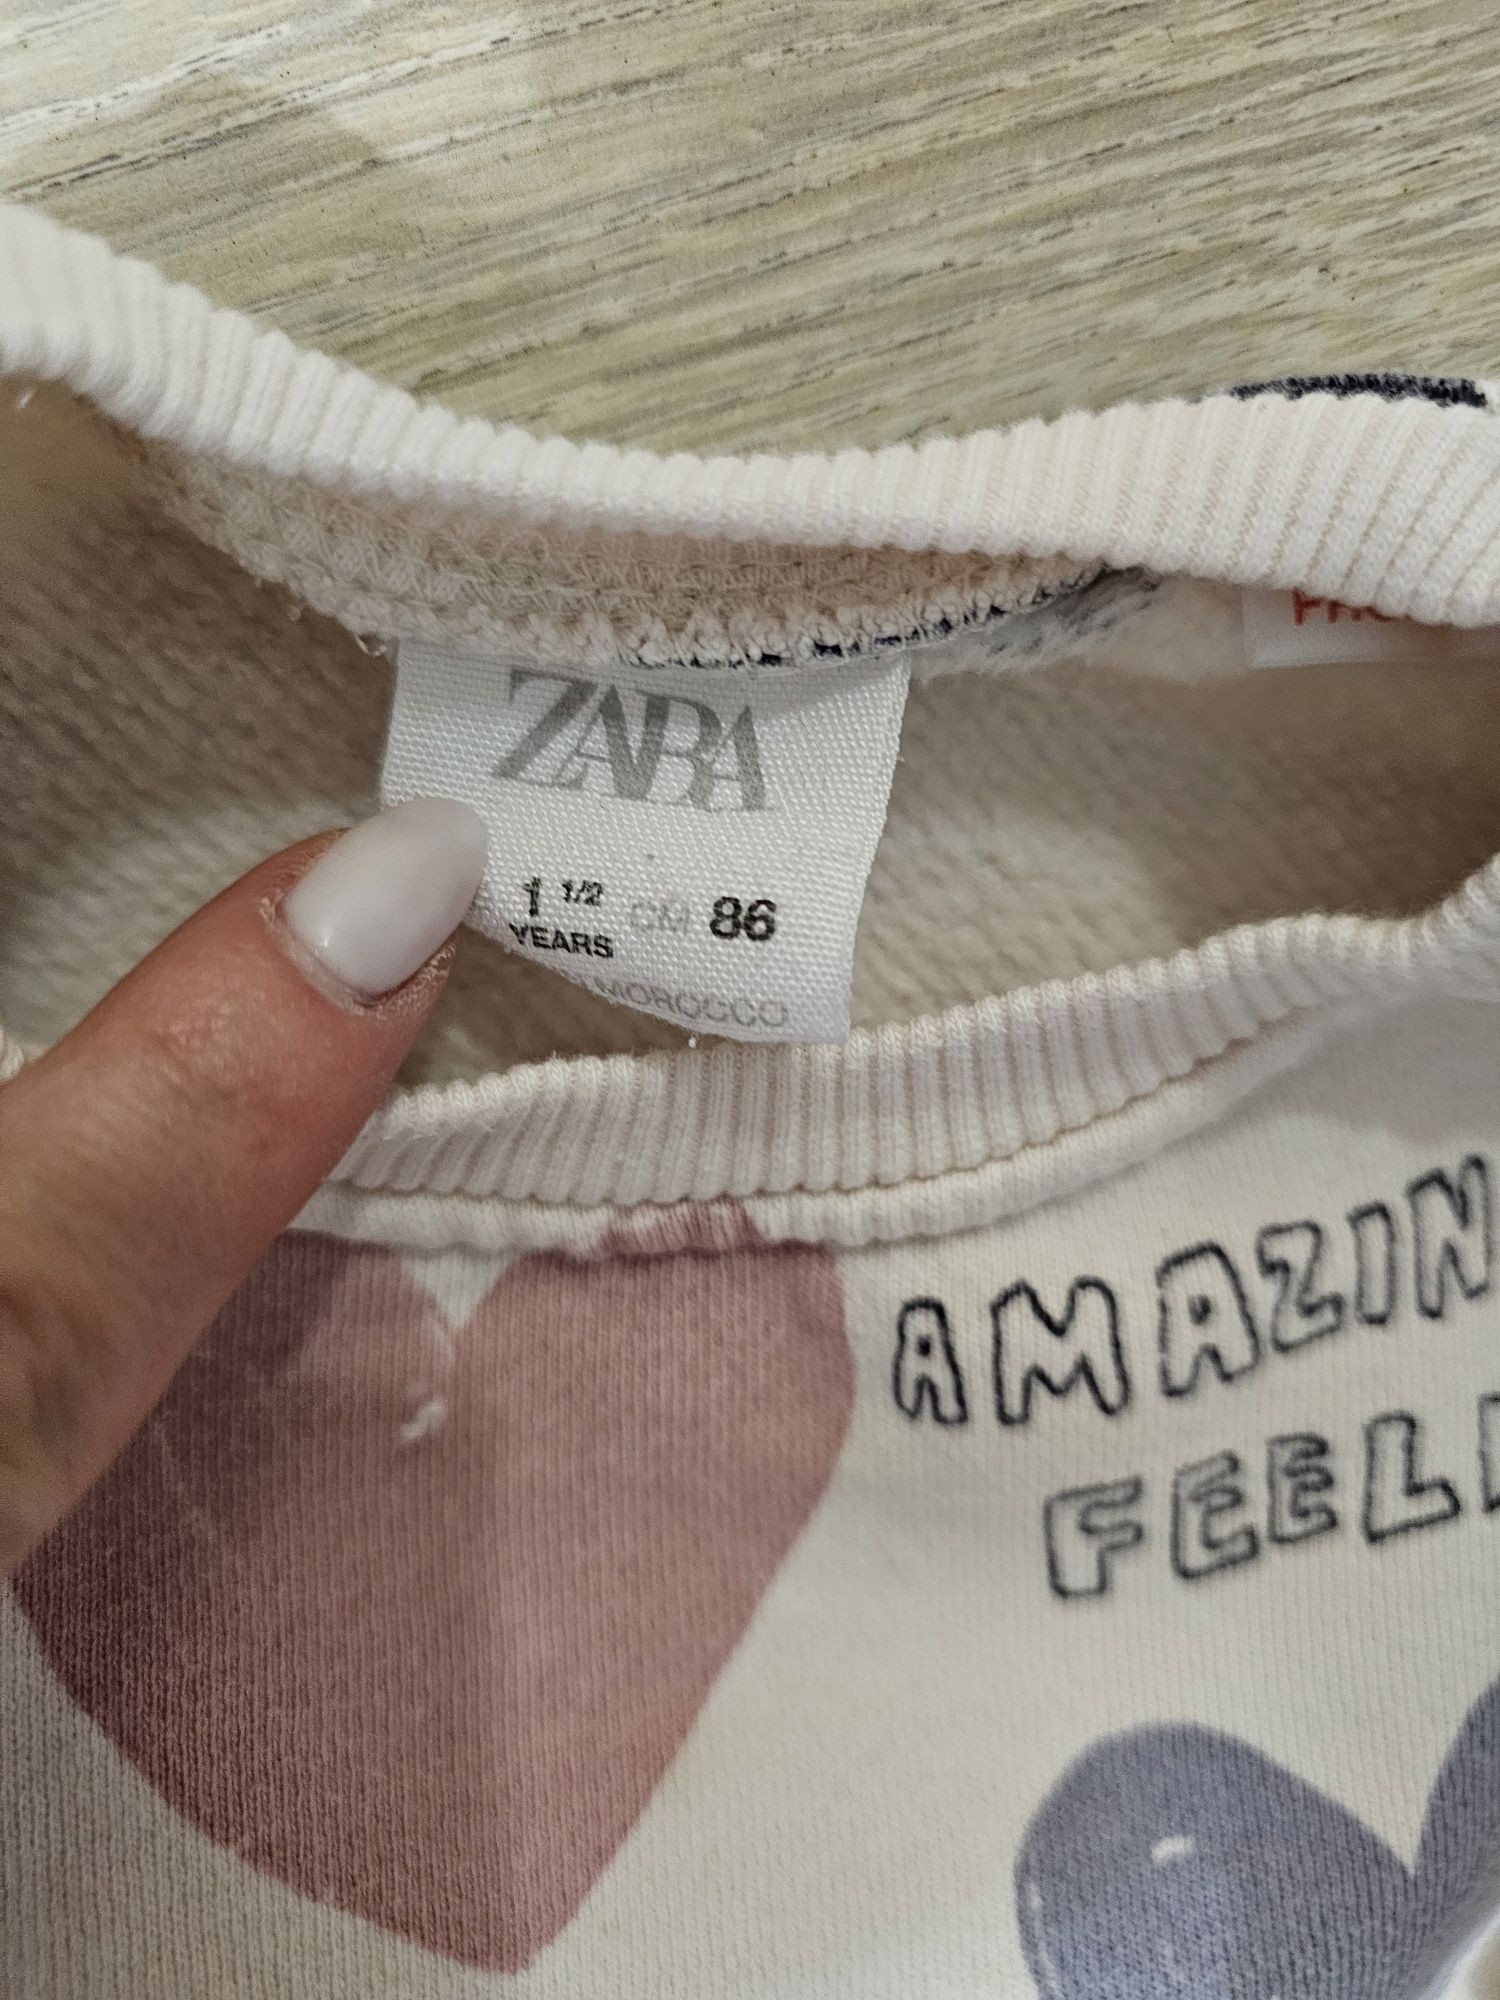 ZARA
1 1/2 CM 86
YEARS
MOROCCO
AMAZIN
FEEL